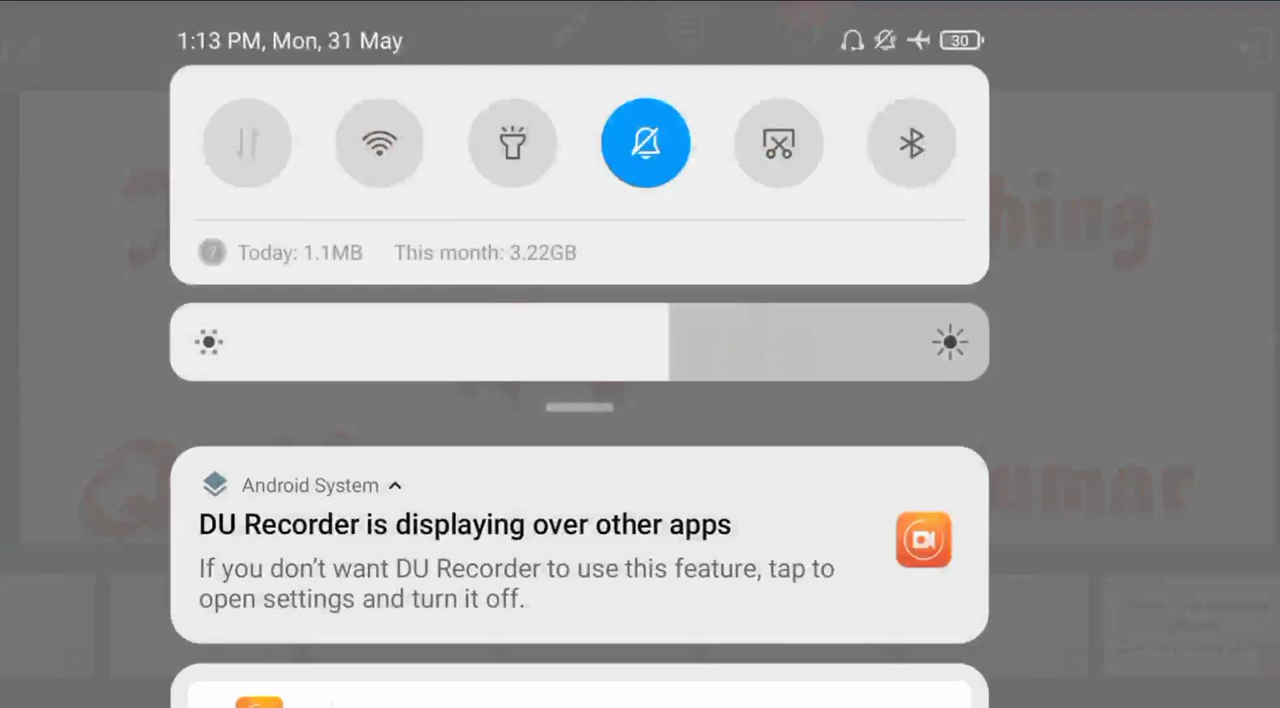 1:13 PM, Mon, 31 May
30
Today: 1.1MB This month: 3.22GB
Android System
DU Recorder is displaying over other apps
If you don't want DU Recorder to use this feature, tap to
open settings and turn it off.